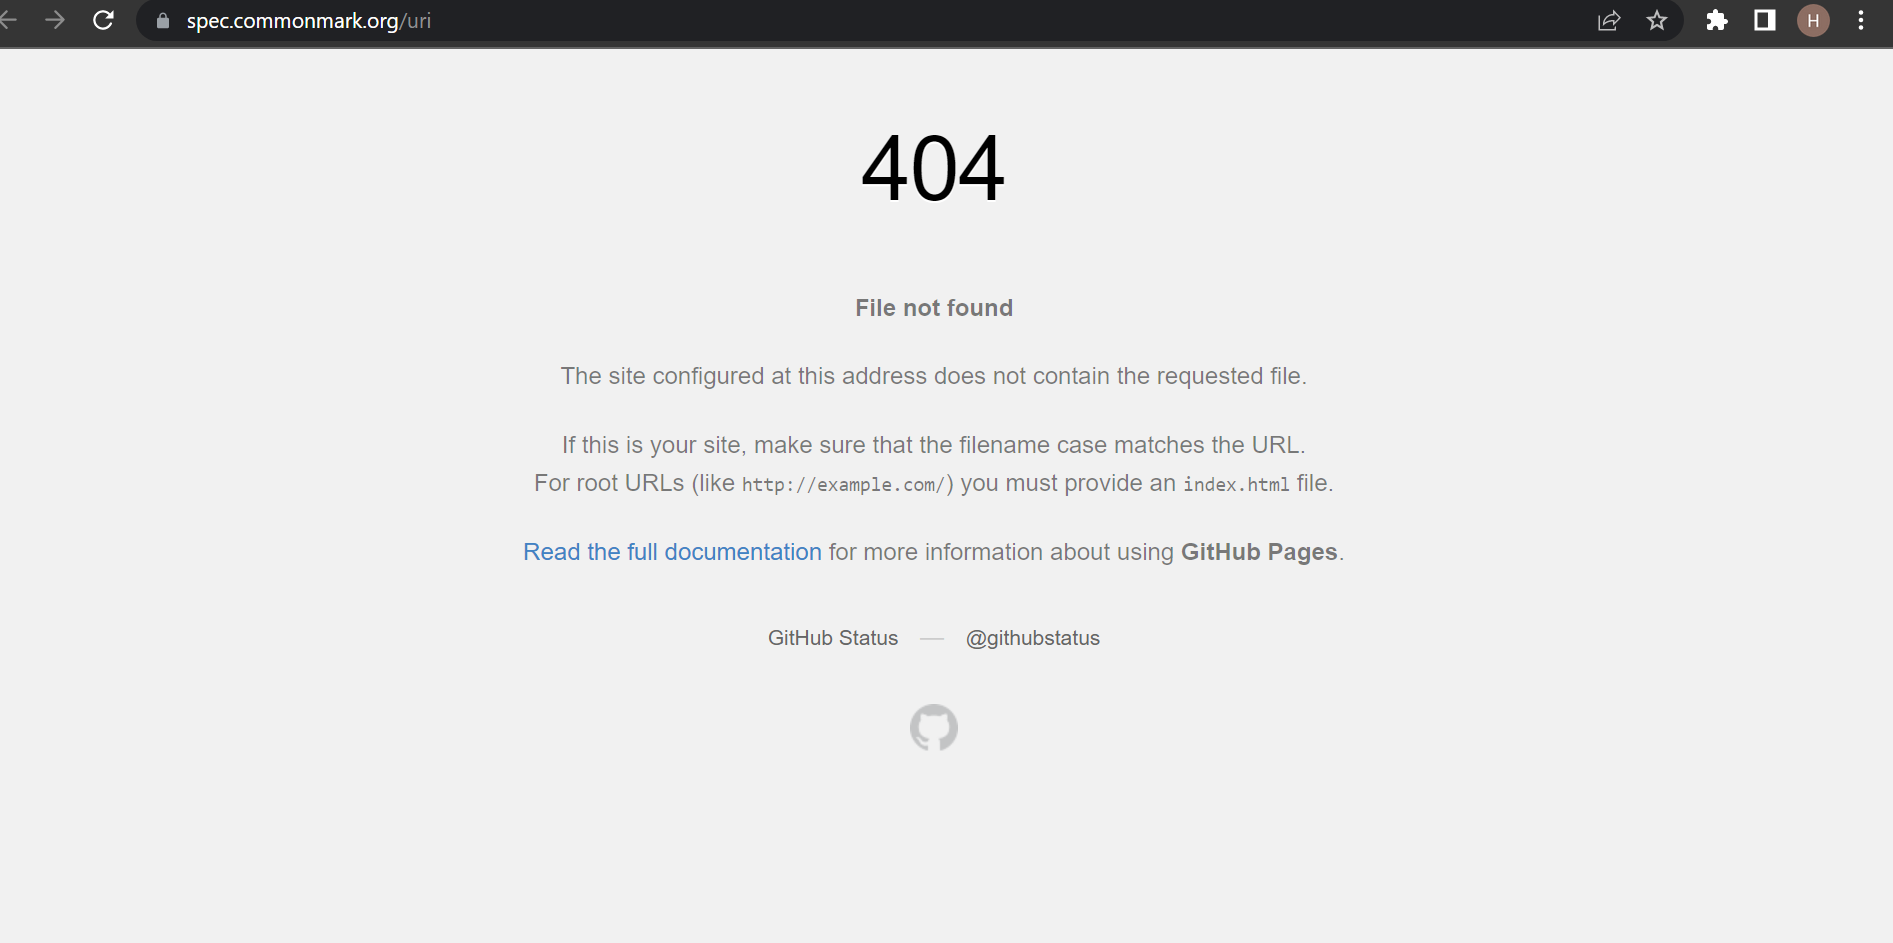 spec.commonmark.org/uri
H
404
File not found
The site configured at this address does not contain the requested file.
If this is your site, make sure that the filename case matches the URL.
For root URLs (like http://example.com/) you must provide an index.html file.
Read the full documentation for more information about using GitHub Pages.
GitHub Status — @githubstatus